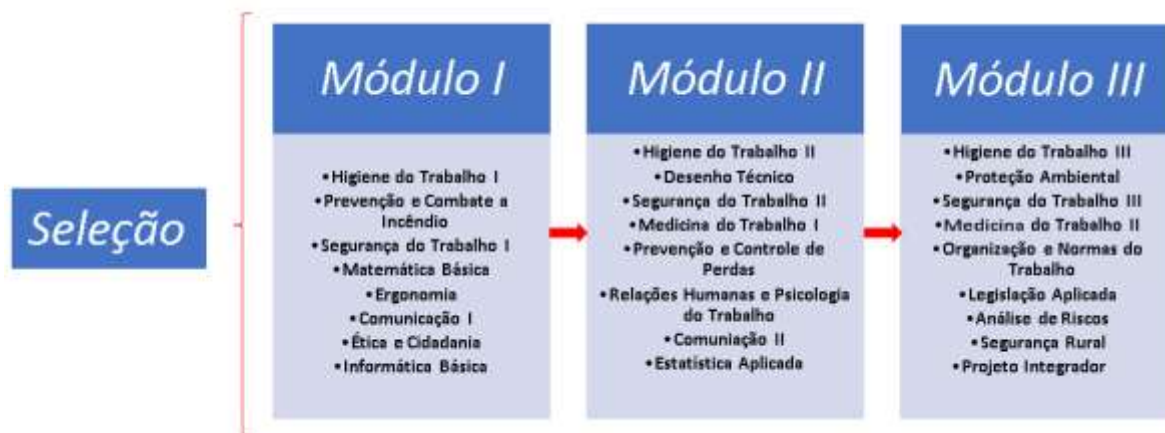 Seleção
Módulo I
•Higiene do Trabalho I
•Prevenção e Combate a
Incêndio
•Segurança do Trabalho I
•Matemática Básica
•Ergonomia
•Comunicação I
•Ética e Cidadania
•Informática Básica
Módulo II
•Higiene do Trabalho II
•Desenho Técnico
•Segurança do Trabalho II
•Medicina do Trabalho I
•Prevenção e Controle de
Perdas
•Relações Humanas e Psicologia
do Trabalho
•Comuniação II
•Estatística Aplicada
Módulo III
•Higiene do Trabalho III
•Proteção Ambiental
•Segurança do Trabalho III
•Medicina do Trabalho II
•Organização e Normas do
Trabalho
•Legislação Aplicada
•Análise de Riscos
•Segurança Rural
•Projeto Integrador